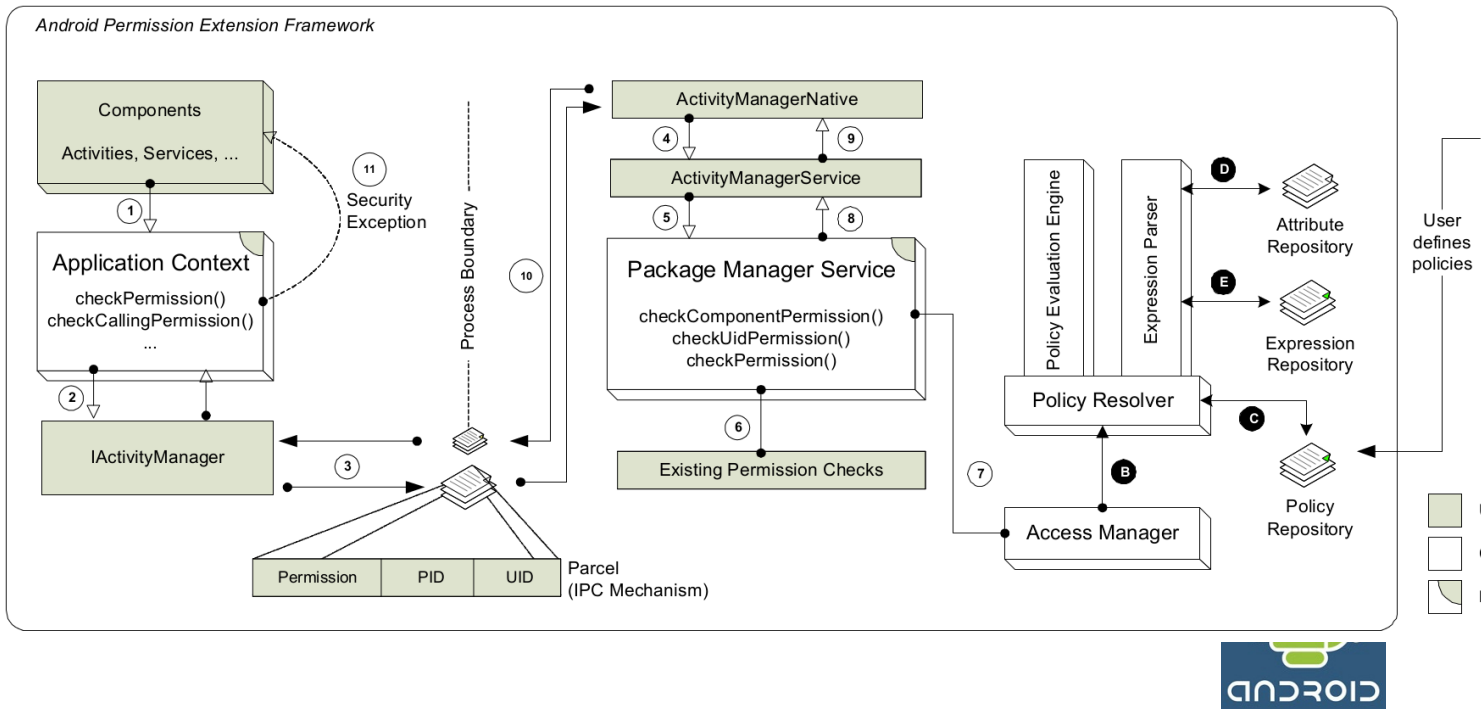 Android Permission Extension Framework
Components
Activities, Services, ...
1
11
Security
Exception
Application Context
checkPermission()
checkCallingPermission()
...
2
IActivityManager
3
Process Boundary
10
Permission
PID
UID
Parcel
(IPC Mechanism)
ActivityManagerNative
4
9
ActivityManagerService
5
8
Package Manager Service
checkComponentPermission()
checkUidPermission()
checkPermission()
6
Existing Permission Checks
7
Policy Evaluation Engine
Expression Parser
D
Attribute
Repository
E
Expression
Repository
Policy Resolver
C
B
Policy
Repository
Access Manager
User
defines
policies
ANDROID